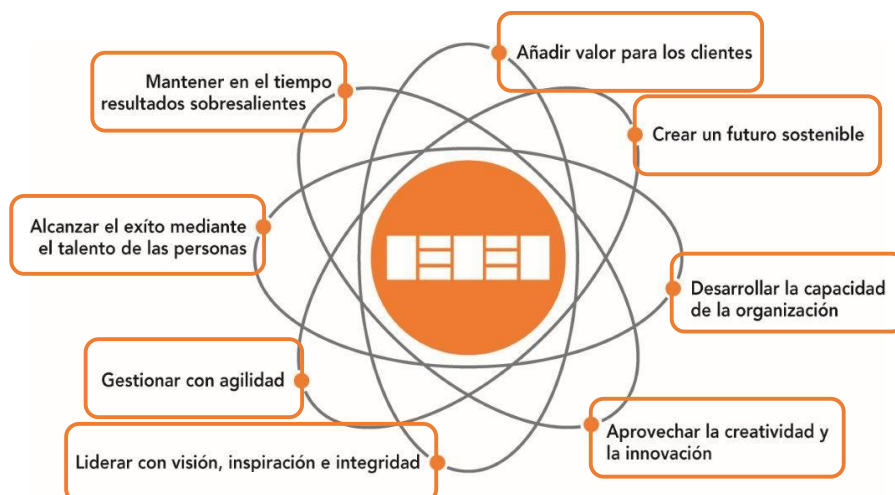 Añadir valor para los clientes
Mantener en el tiempo
resultados sobresalientes
Crear un futuro sostenible
Alcanzar el exíto mediante
el talento de las personas
Desarrollar la capacidad
de la organización
Gestionar con agilidad
Aprovechar la creatividad y
la innovación
Liderar con visión, inspiración e integridad